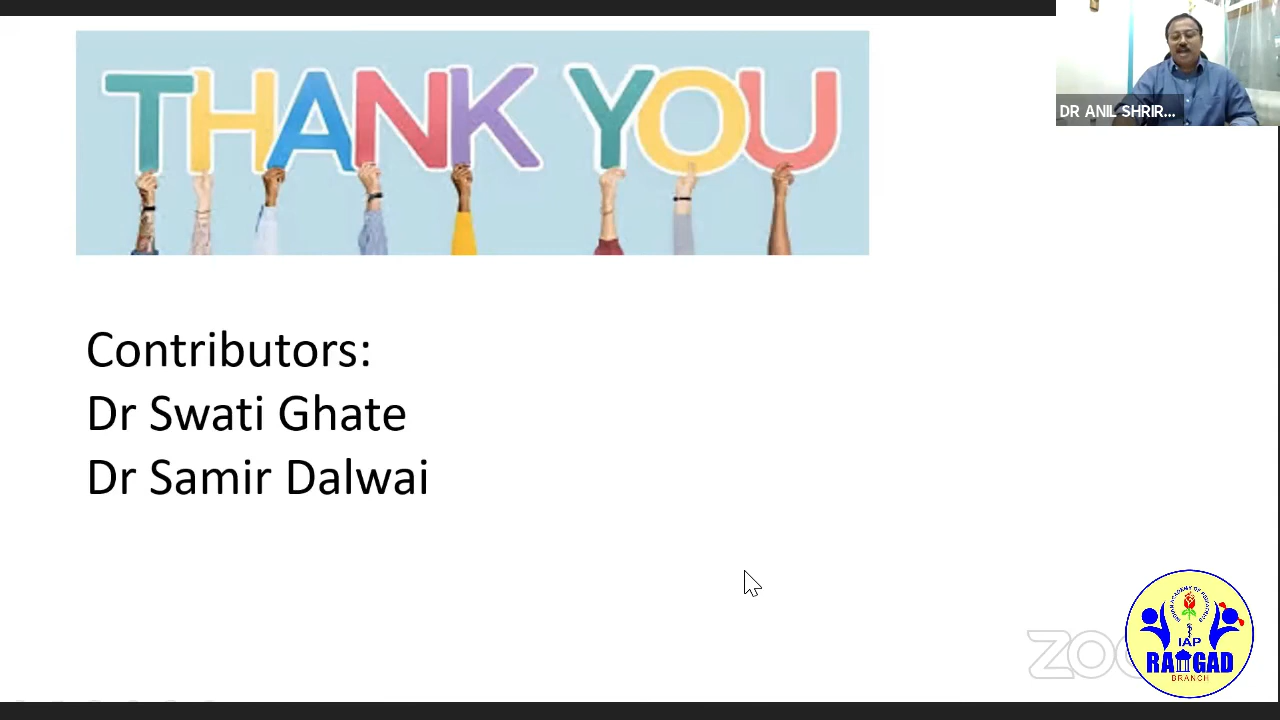 THANK YOU
DR ANIL SHRIR...
Contributors:
Dr Swati Ghate
Dr Samir Dalwai
IAP
RAIGAD
BRANCH